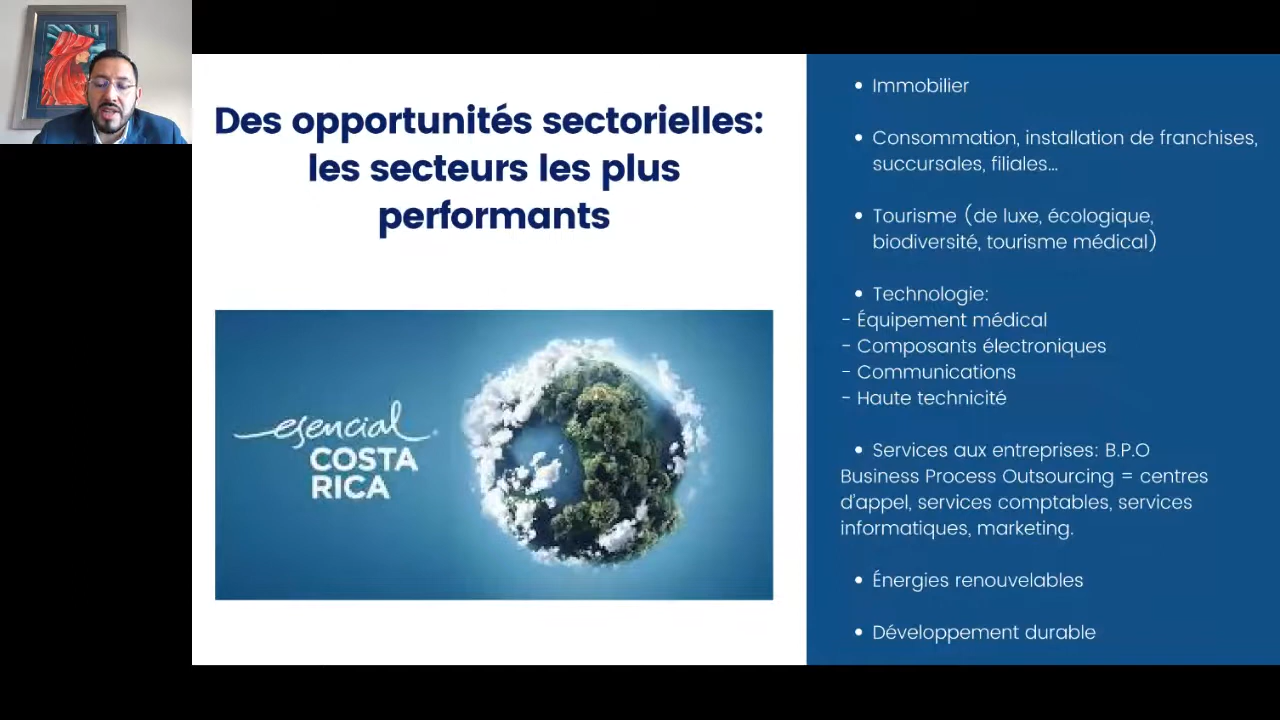 Des opportunités sectorielles:
les secteurs les plus
performants
esencial
COSTA
RICA
• Immobilier
• Consommation, installation de franchises,
succursales, filiales...
• Tourisme (de luxe, écologique,
biodiversité, tourisme médical)
• Technologie:
- Équipement médical
- Composants électroniques
- Communications
- Haute technicité
• Services aux entreprises: B.P.O
Business Process Outsourcing = centres
d'appel, services comptables, services
informatiques, marketing.
• Énergies renouvelables
• Développement durable